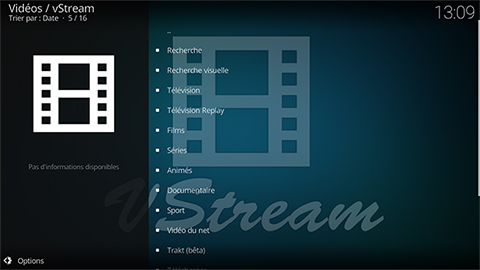 Vidéos / vStream
Trier par : Date · 5 / 16
13:09
..
Recherche
Recherche visuelle
Télévision
Télévision Replay
Films
Séries
Animés
Documentaire
Sport
Vidéo du net
Trakt (bêta)
Pas d'informations disponibles
VStream
Options